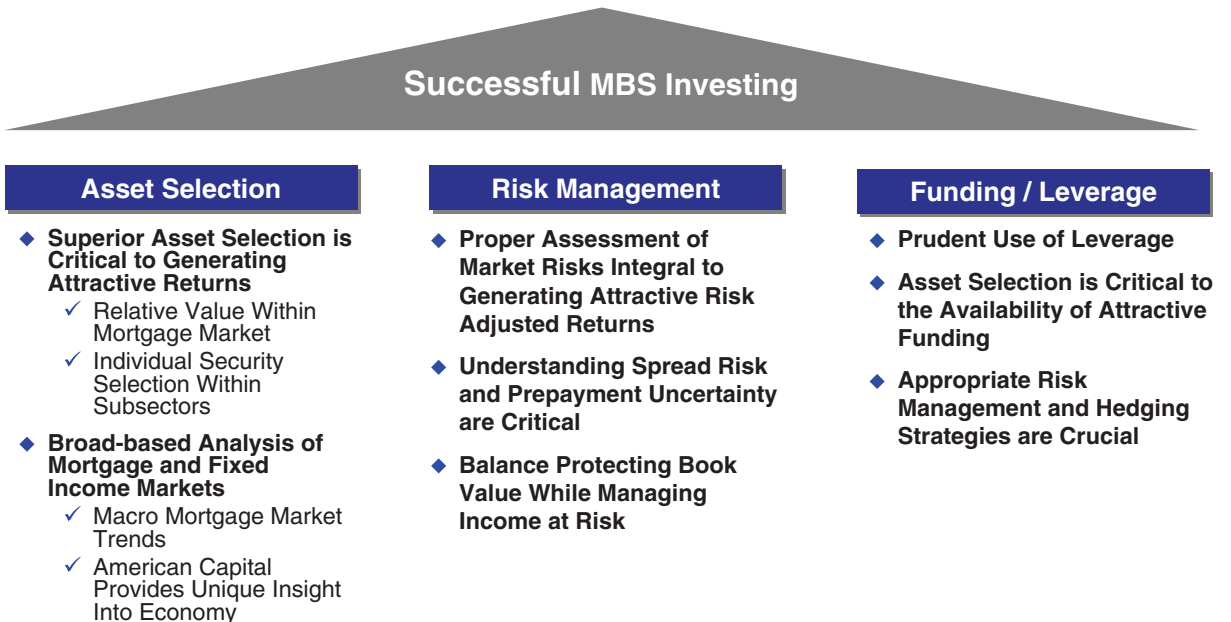 Successful MBS Investing
Asset Selection
Superior Asset Selection is
Critical to Generating
Attractive Returns
Relative Value Within
Mortgage Market
Individual Security
Selection Within
Subsectors
Broad-based Analysis of
Mortgage and Fixed
Income Markets
Macro Mortgage Market
Trends
American Capital
Provides Unique Insight
Into Economy
Risk Management
Proper Assessment of
Market Risks Integral to
Generating Attractive Risk
Adjusted Returns
Understanding Spread Risk
and Prepayment Uncertainty
are Critical
Balance Protecting Book
Value While Managing
Income at Risk
Funding / Leverage
Prudent Use of Leverage
Asset Selection is Critical to
the Availability of Attractive
Funding
Appropriate Risk
Management and Hedging
Strategies are Crucial